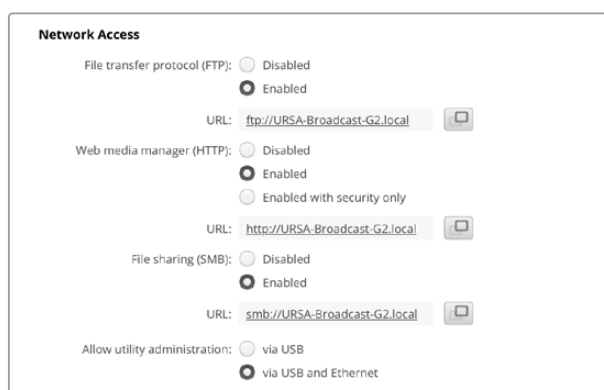 Network Access
File transfer protocol (FTP): Disabled
Enabled
URL: ftp://URSA-Broadcast-G2.local
Web media manager (HTTP): Disabled
Enabled
Enabled with security only
URL: http://URSA-Broadcast-G2.local
File sharing (SMB): Disabled
Enabled
URL: smb://URSA-Broadcast-G2.local
Allow utility administration: via USB
via USB and Ethernet